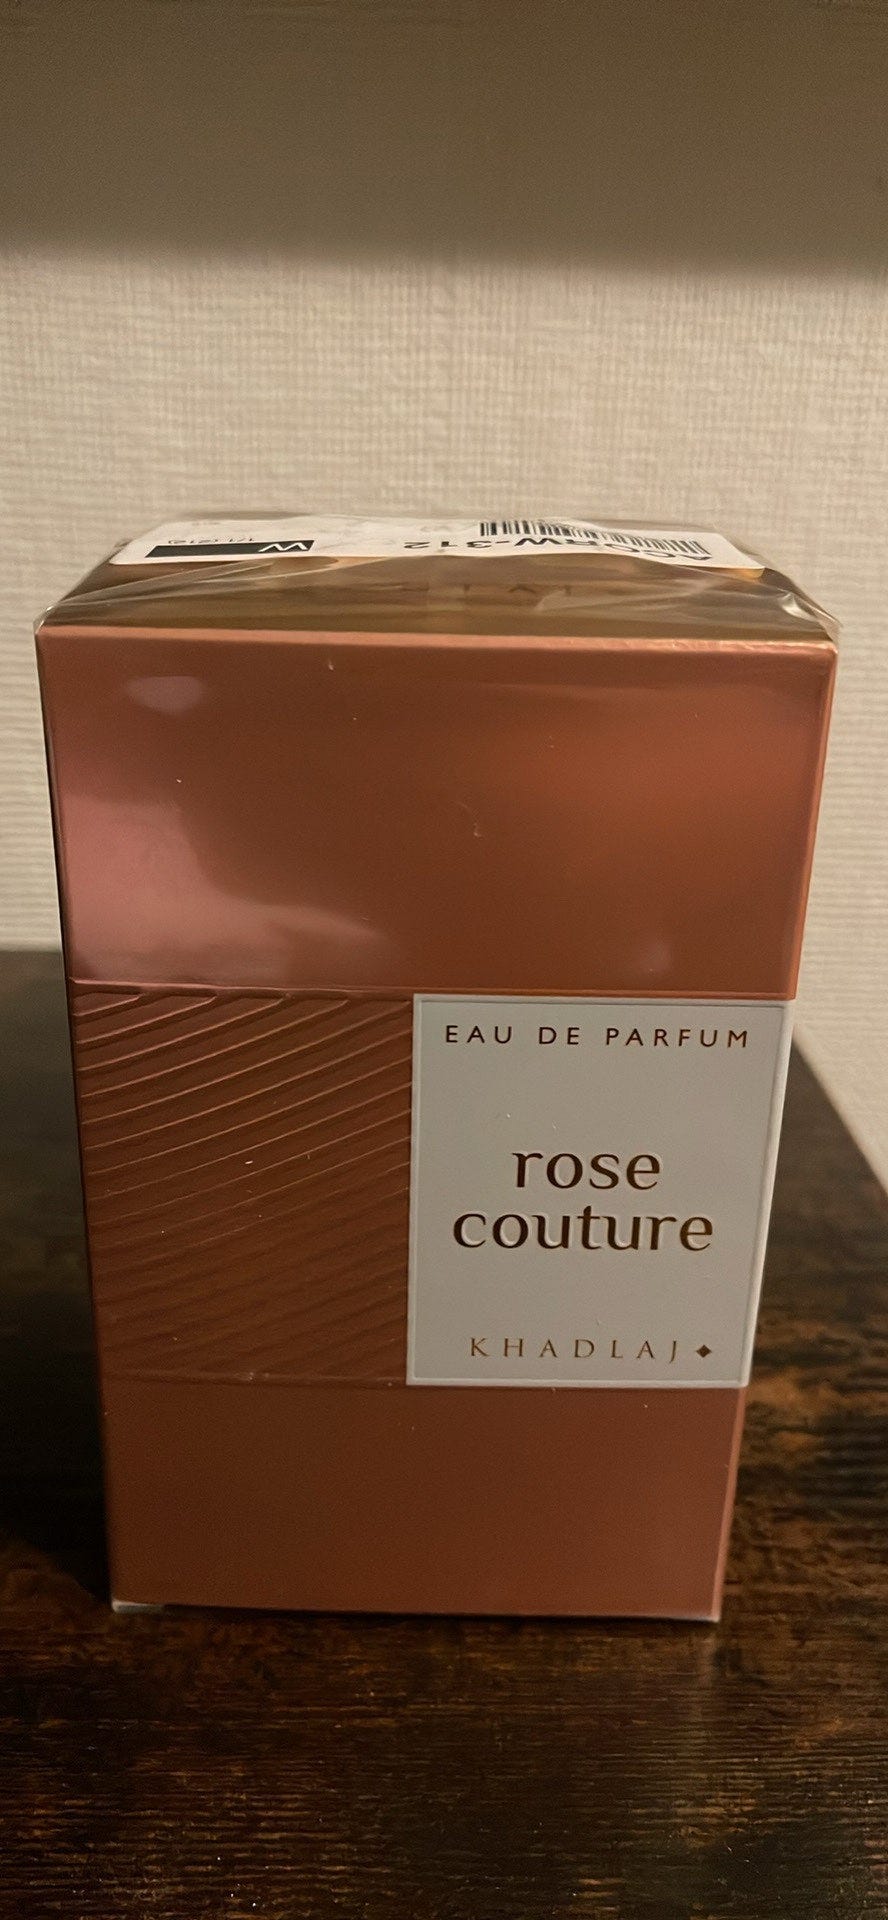 EAU DE PARFUM
rose
couture
KHADLAJ